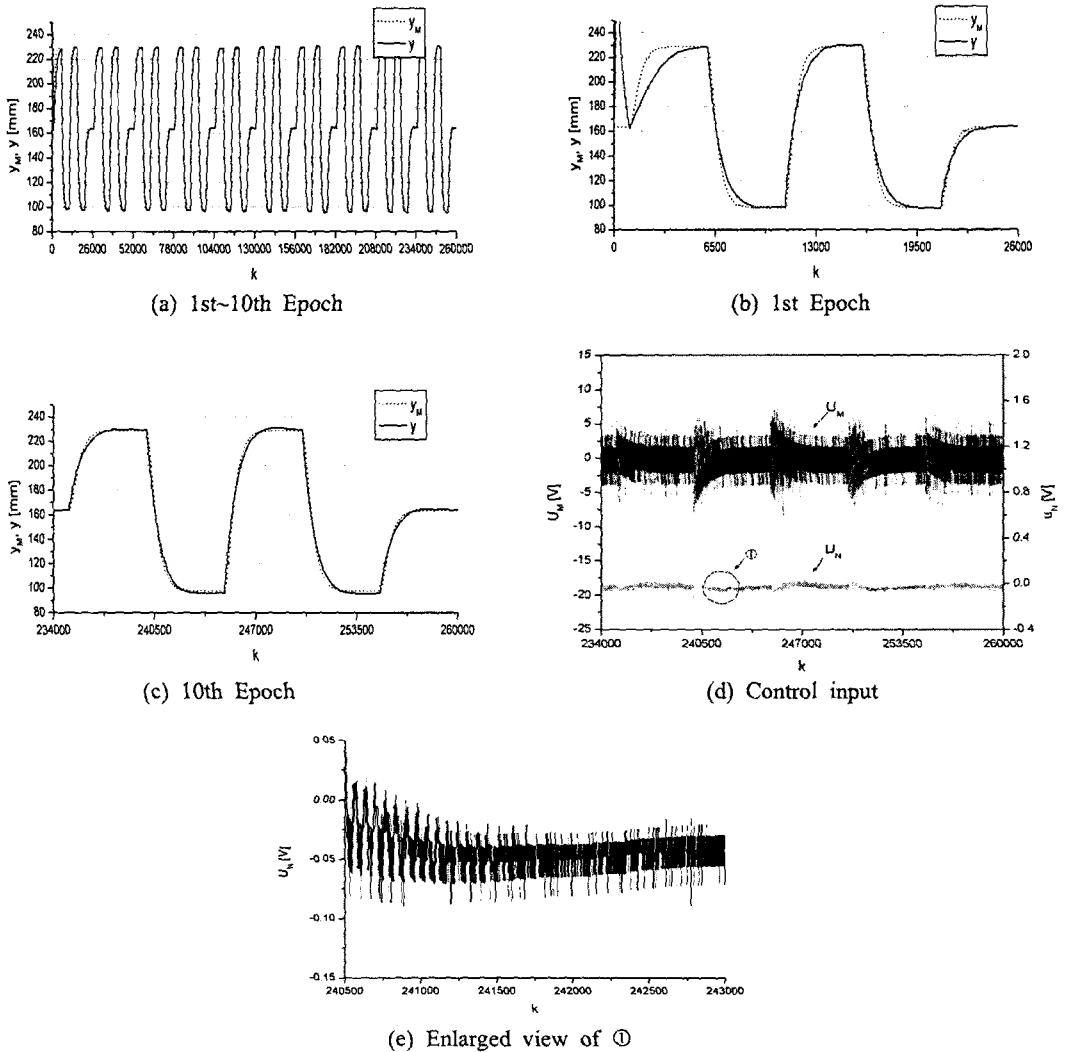 y_M
y
y_M, y [mm]
240
220
200
180
160
140
120
100
80
0 26000 52000 78000 104000 130000 156000 182000 208000 234000 260000
k
(a) 1st~10th Epoch
y_M
y
y_M, y [mm]
240
220
200
180
160
140
120
100
80
0 6500 13000 19500 26000
k
(b) 1st Epoch
y_M
y
y_M, y [mm]
240
220
200
180
160
140
120
100
80
234000 240500 247000 253500 260000
k
(c) 10th Epoch
U_M [V]
15
10
5
0
-5
-10
-15
-20
-25
U_M
①
U_N
2.0
1.6
1.2
0.8
0.4
0.0
-0.4
u_N [V]
234000 240500 247000 253500 260000
k
(d) Control input
U_N [V]
0.05
0.00
-0.05
-0.10
-0.15
240500 241000 241500 242000 242500 243000
k
(e) Enlarged view of ①